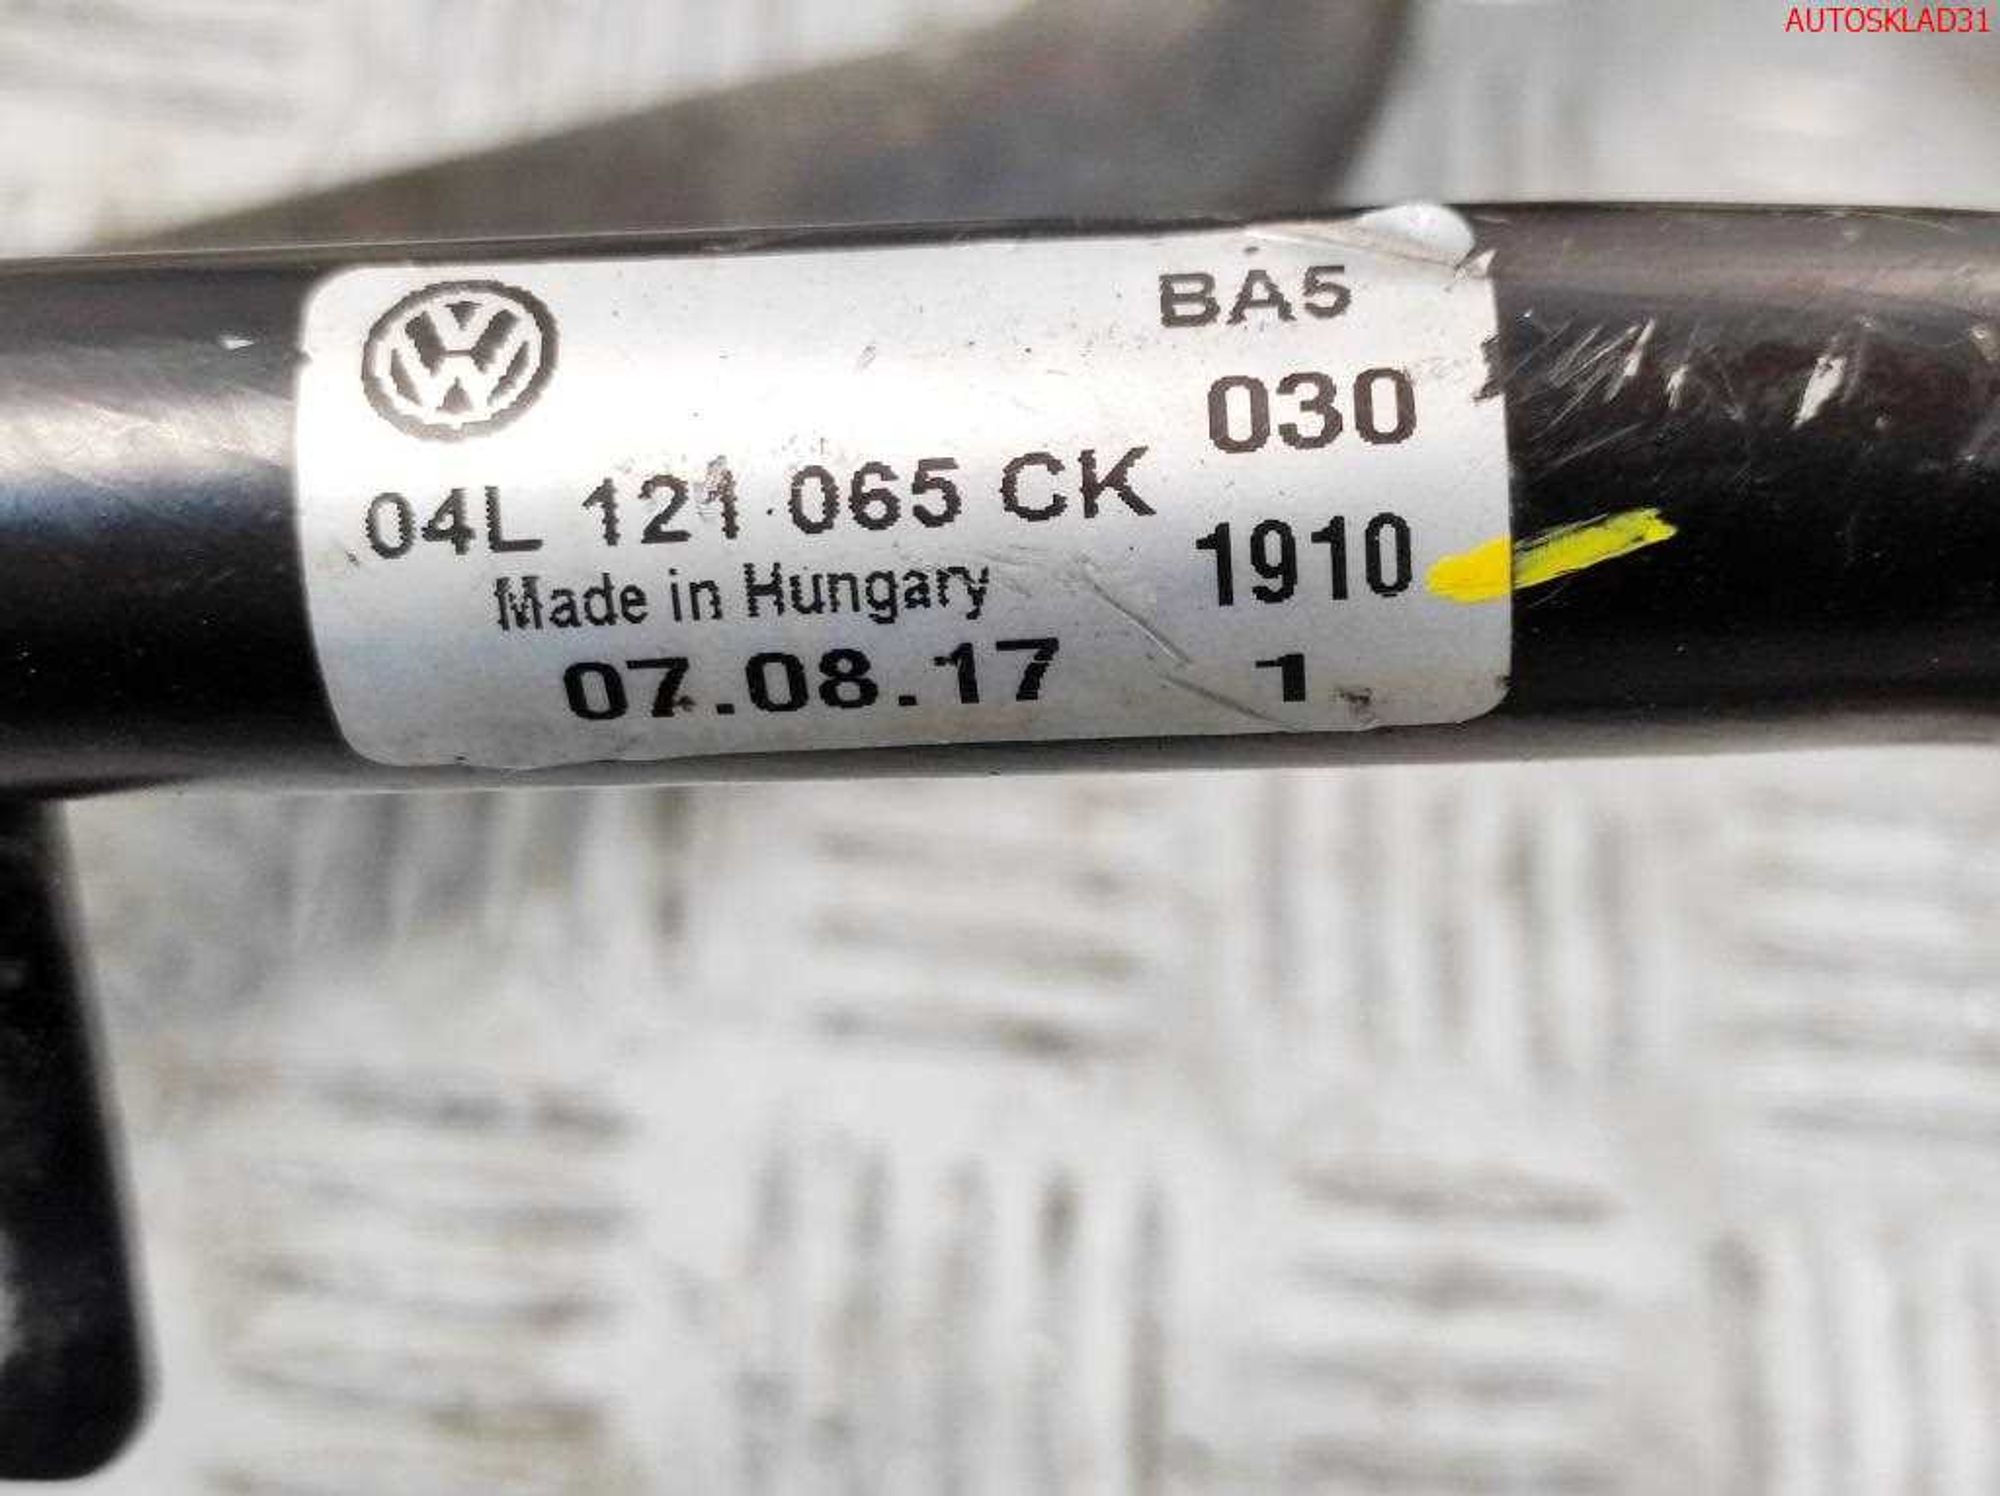 AUTOSKLAD31
BA5
030
04L 121 065 CK
1910
Made in Hungary
07.08.17
1